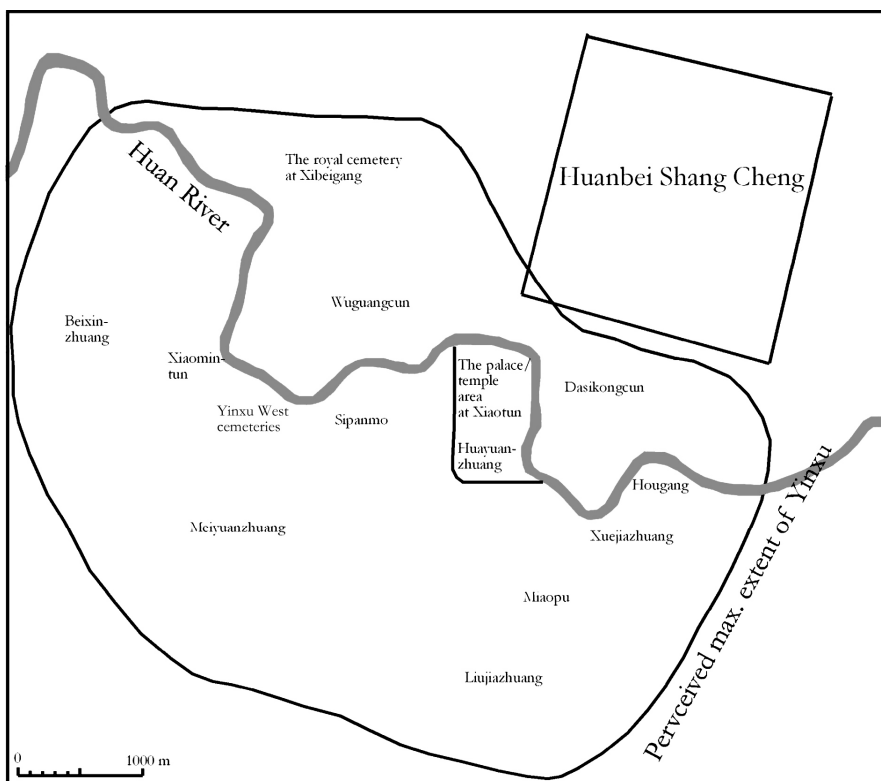 The royal cemetery
at Xibeigang
Huanbei Shang Cheng
Huan River
Wuguangcun
Beixin-
zhuang
Xiaomin-
tun
The palace/
temple
area
at Xiaotun
Dasikongcun
Yinxu West
cemeteries
Sipanmo
Huayuan-
zhuang
Hougang
Meiyuanzhuang
Xuejiazhuang
Miaopu
Liujiazhuang
Pervceived max. extent of Yinxu
0
1000 m